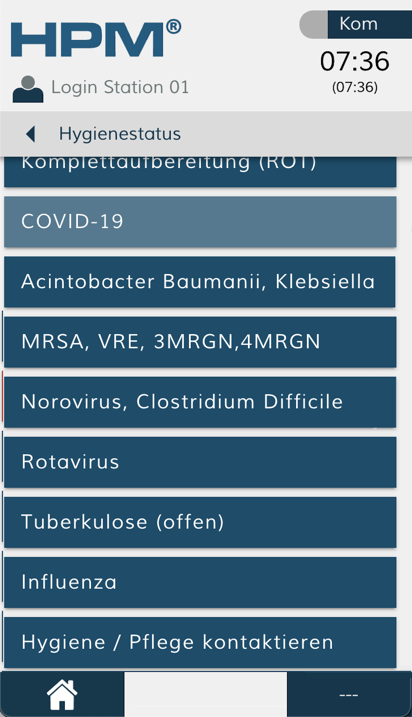 HPM®
Kom
07:36
(07:36)
Login Station 01
Hygienestatus
Komplettaufbereitung (ROT)
COVID-19
Acintobacter Baumanii, Klebsiella
MRSA, VRE, 3MRGN,4MRGN
Norovirus, Clostridium Difficile
Rotavirus
Tuberkulose (offen)
Influenza
Hygiene / Pflege kontaktieren
---